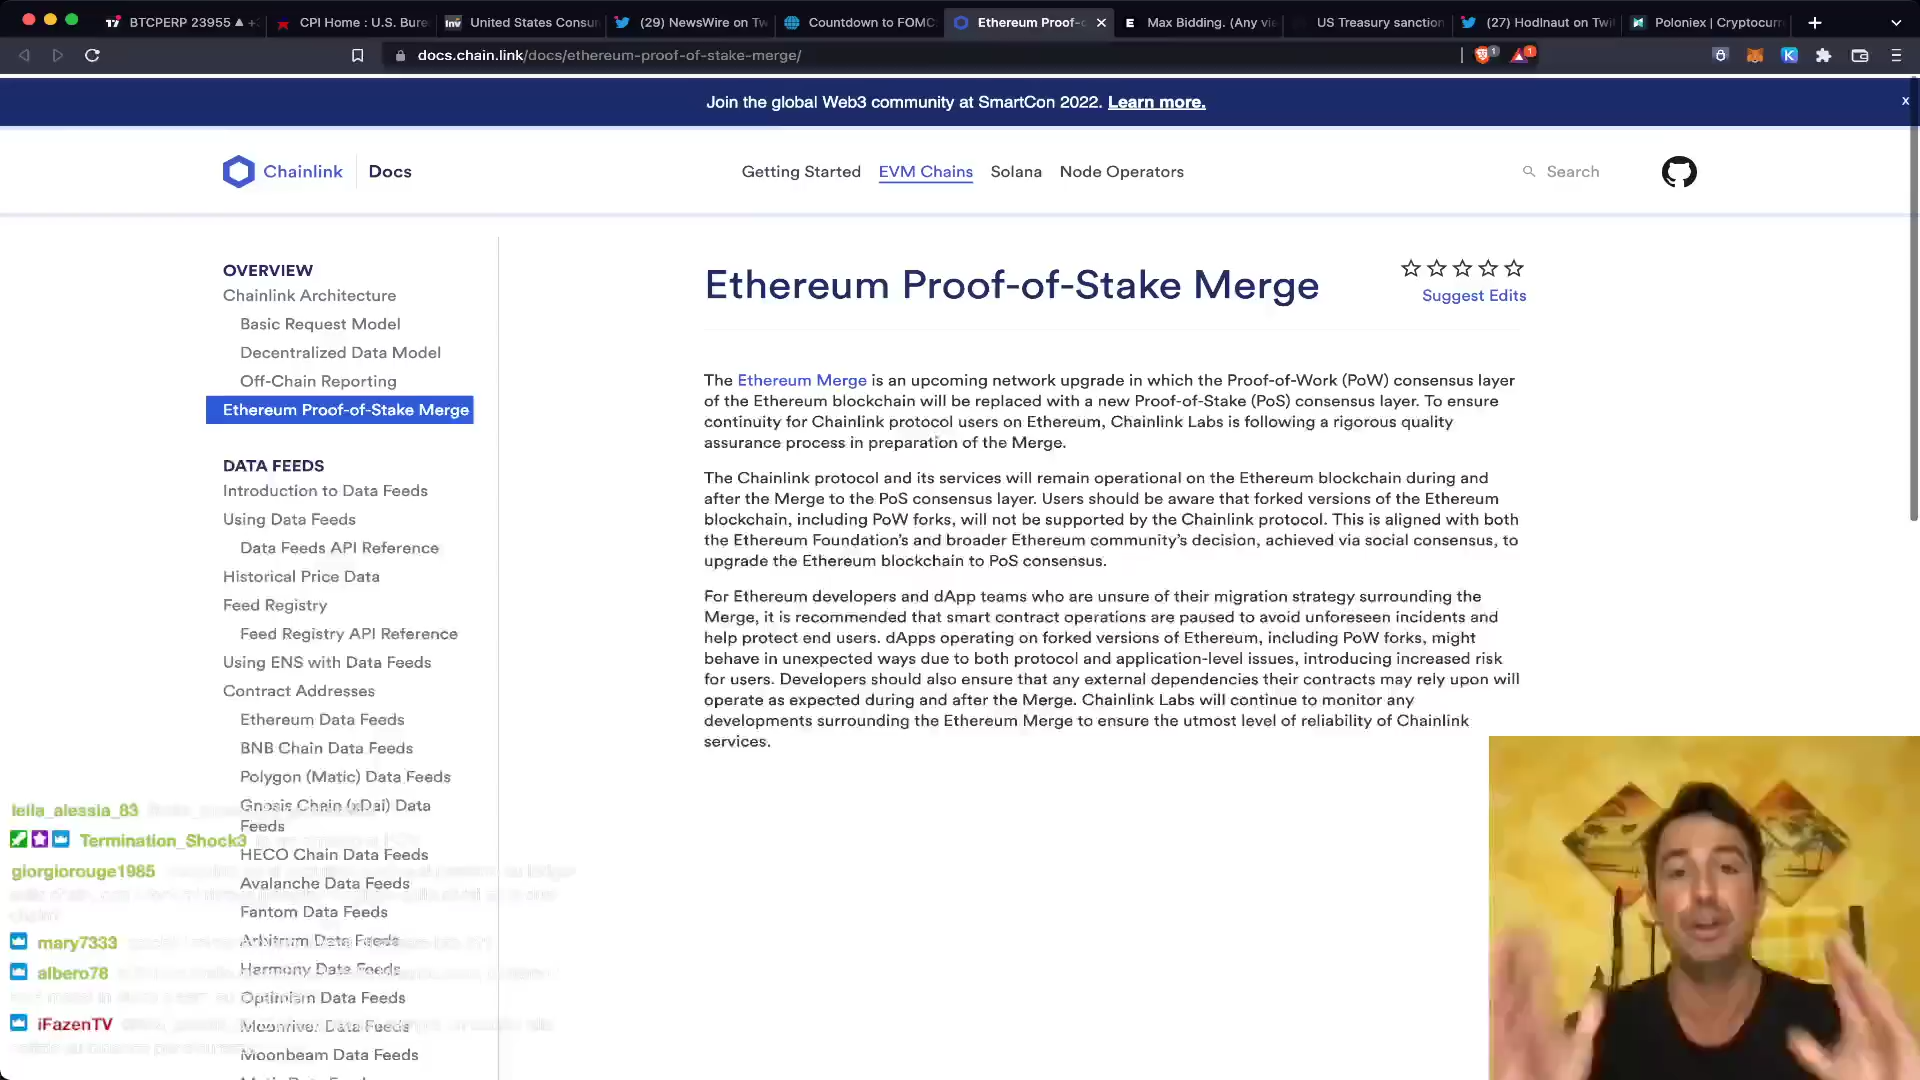 BTCPERP 23955
CPI Home : U.S. Bure
United States Consun
(29) NewsWire on Tw
Countdown to FOMC
Ethereum Proof-
Max Bidding. (Any vi
US Treasury sanction
(27) Hodlnaut on Twi
Poloniex | Cryptocurr
docs.chain.link/docs/ethereum-proof-of-stake-merge/
Join the global Web3 community at SmartCon 2022. Learn more.
x
Chainlink Docs
Getting Started EVM Chains Solana Node Operators
Search
OVERVIEW
Chainlink Architecture
Basic Request Model
Decentralized Data Model
Off-Chain Reporting
Ethereum Proof-of-Stake Merge
DATA FEEDS
Introduction to Data Feeds
Using Data Feeds
Data Feeds API Reference
Historical Price Data
Feed Registry
Feed Registry API Reference
Using ENS with Data Feeds
Contract Addresses
Ethereum Data Feeds
BNB Chain Data Feeds
Polygon (Matic) Data Feeds
Gnosis Chain (xDai) Data
Feeds
HECO Chain Data Feeds
Avalanche Data Feeds
Fantom Data Feeds
Arbitrum Data Feeds
Harmony Data Feeds
Optimism Data Feeds
Moonriver Data Feeds
Moonbeam Data Feeds
Ethereum Proof-of-Stake Merge
Suggest Edits
The Ethereum Merge is an upcoming network upgrade in which the Proof-of-Work (PoW) consensus layer
of the Ethereum blockchain will be replaced with a new Proof-of-Stake (PoS) consensus layer. To ensure
continuity for Chainlink protocol users on Ethereum, Chainlink Labs is following a rigorous quality
assurance process in preparation of the Merge.
The Chainlink protocol and its services will remain operational on the Ethereum blockchain during and
after the Merge to the PoS consensus layer. Users should be aware that forked versions of the Ethereum
blockchain, including PoW forks, will not be supported by the Chainlink protocol. This is aligned with both
the Ethereum Foundation's and broader Ethereum community's decision, achieved via social consensus, to
upgrade the Ethereum blockchain to PoS consensus.
For Ethereum developers and dApp teams who are unsure of their migration strategy surrounding the
Merge, it is recommended that smart contract operations are paused to avoid unforeseen incidents and
help protect end users. dApps operating on forked versions of Ethereum, including PoW forks, might
behave in unexpected ways due to both protocol and application-level issues, introducing increased risk
for users. Developers should also ensure that any external dependencies their contracts may rely upon will
operate as expected during and after the Merge. Chainlink Labs will continue to monitor any
developments surrounding the Ethereum Merge to ensure the utmost level of reliability of Chainlink
services.
leila_alessia_83
Termination_Shock3
giorgiorouge1985
mary7333
albero78
iFazenTV